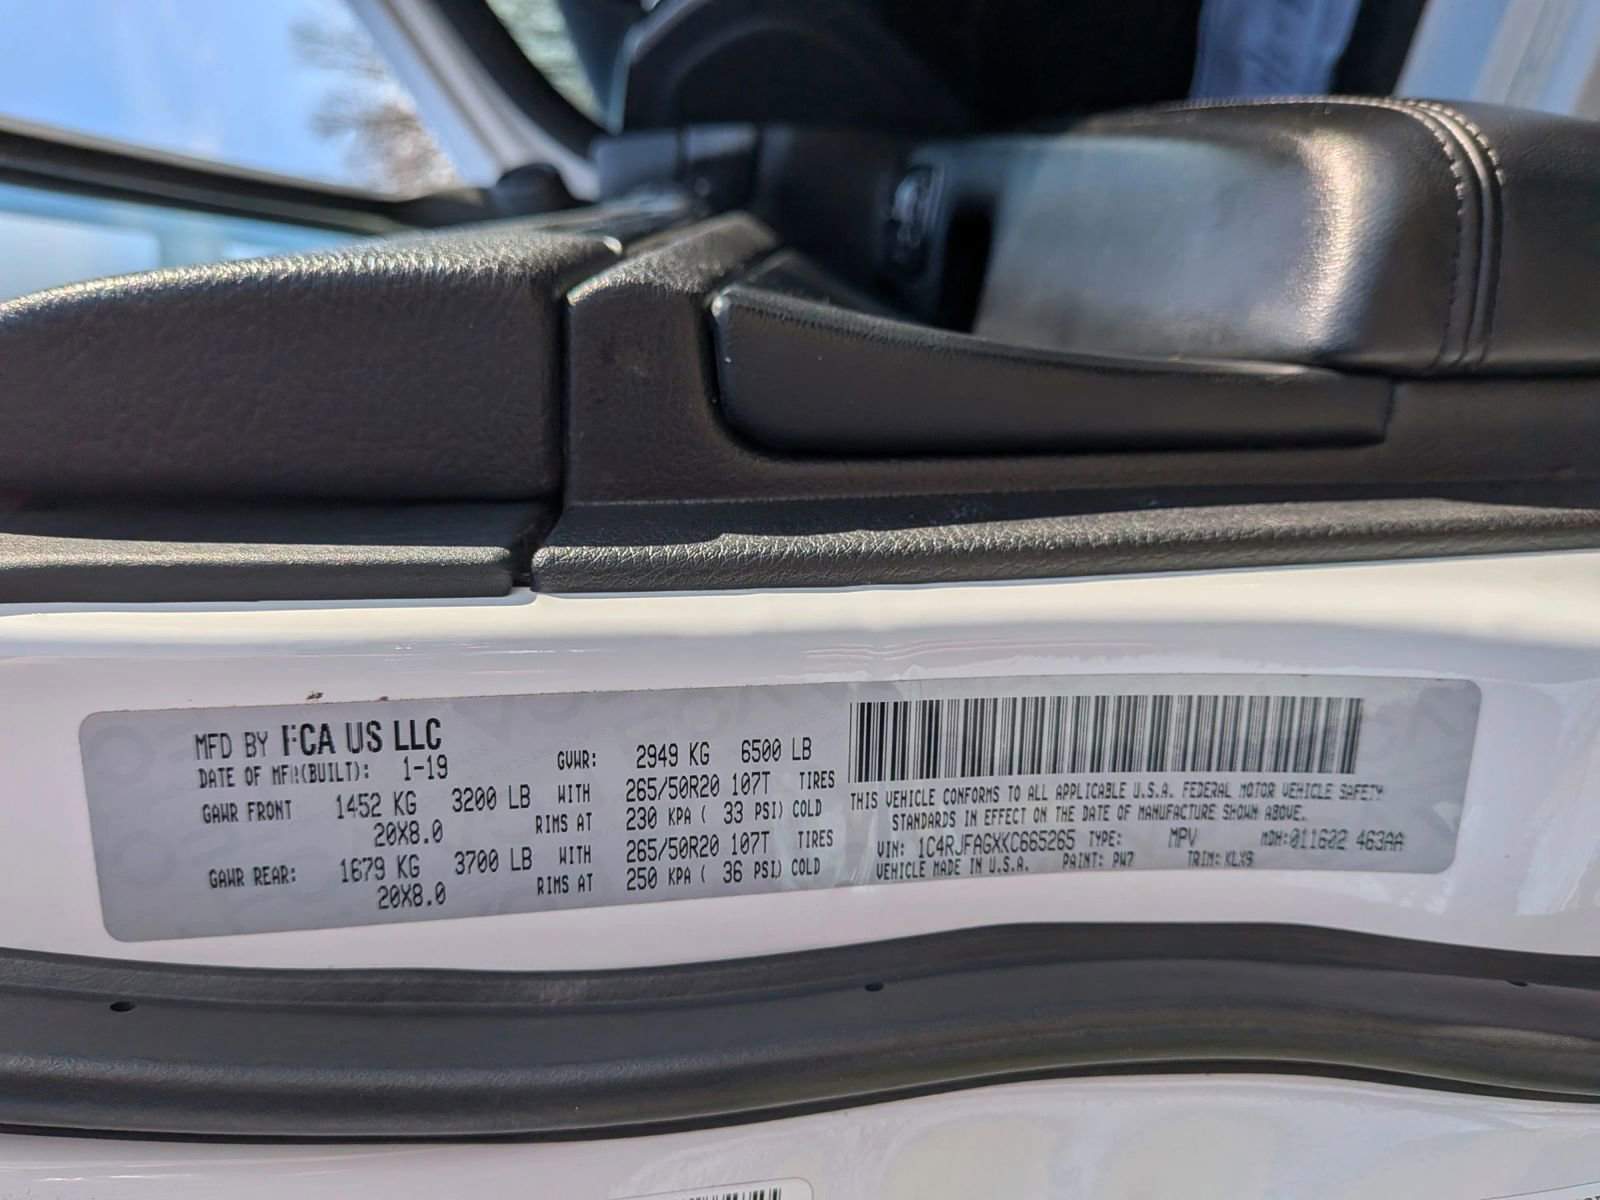 MFD BY FCA US LLC
DATE OF MFR(BUILT): 1-19
GVWR: 2949 KG 6500 LB
GAWR FRONT 1452 KG 3200 LB WITH 265/50R20 107T TIRES
20X8.0 RIMS AT 230 KPA ( 33 PSI) COLD
GAWR REAR: 1679 KG 3700 LB WITH 265/50R20 107T TIRES
20X8.0 RIMS AT 250 KPA ( 36 PSI) COLD
THIS VEHICLE CONFORMS TO ALL APPLICABLE U.S.A. FEDERAL MOTOR VEHICLE SAFETY
STANDARDS IN EFFECT ON THE DATE OF MANUFACTURE SHOWN ABOVE.
VIN: 1C4RJFAGXKC665265 TYPE: MPV MDH:011602 463AA
VEHICLE MADE IN U.S.A. PAINT: PW7 TRIM: KLX9